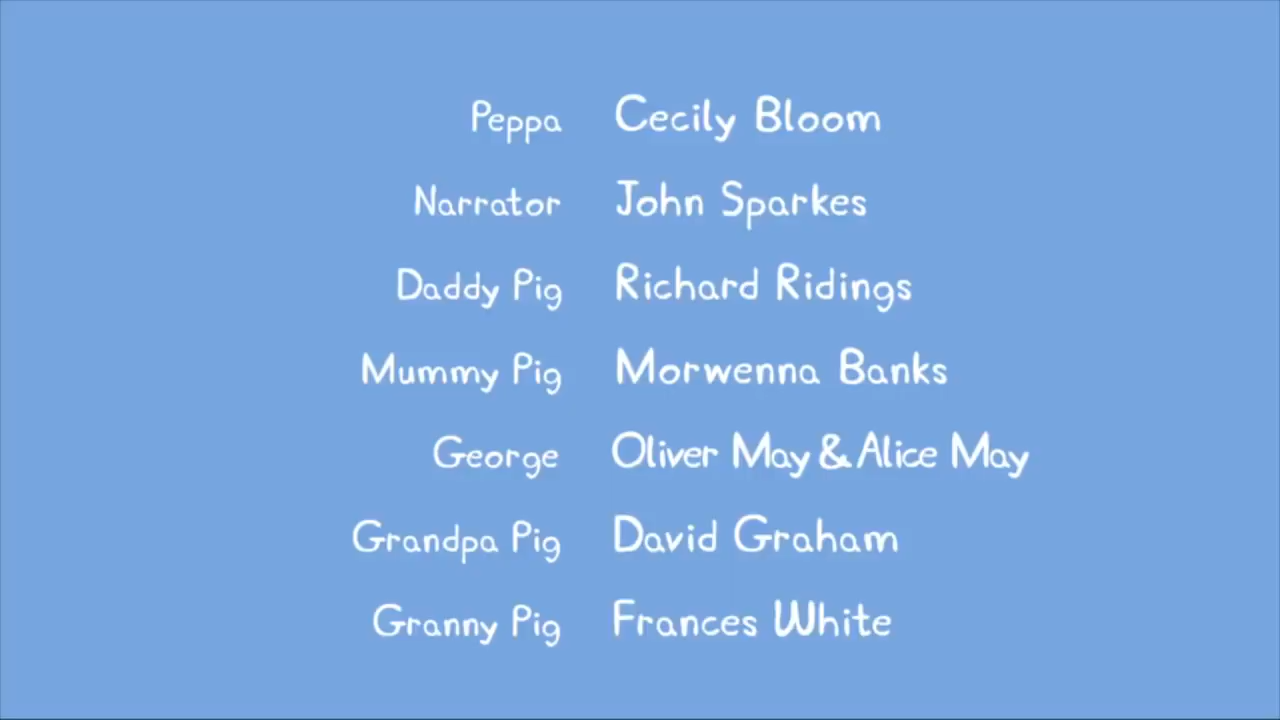 Peppa Cecily Bloom
Narrator John Sparkes
Daddy Pig Richard Ridings
Mummy Pig Morwenna Banks
George Oliver May & Alice May
Grandpa Pig David Graham
Granny Pig Frances White